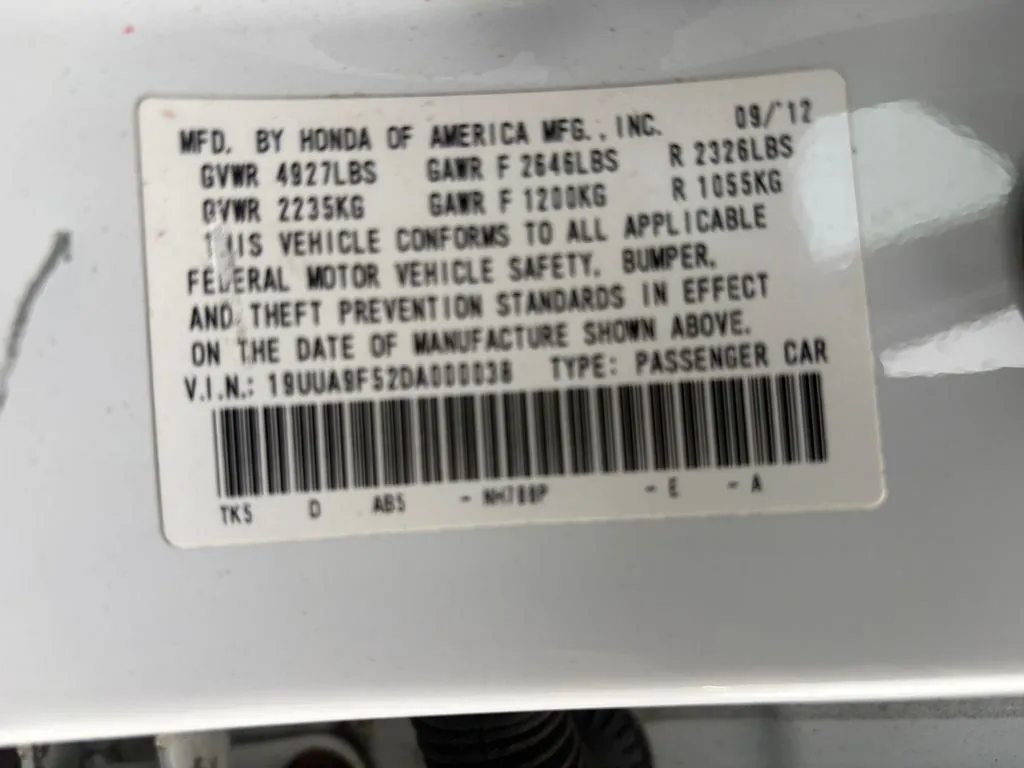 MFD. BY HONDA OF AMERICA MFG., INC. 09/'12
GVWR 4927LBS GAWR F 2646LBS R 2326LBS
GVWR 2235KG GAWR F 1200KG R 1055KG
THIS VEHICLE CONFORMS TO ALL APPLICABLE
FEDERAL MOTOR VEHICLE SAFETY, BUMPER,
AND THEFT PREVENTION STANDARDS IN EFFECT
ON THE DATE OF MANUFACTURE SHOWN ABOVE.
V.I.N.: 19UUA9F52DA000038 TYPE: PASSENGER CAR
TK5 D AB5 - NH788P - E - A